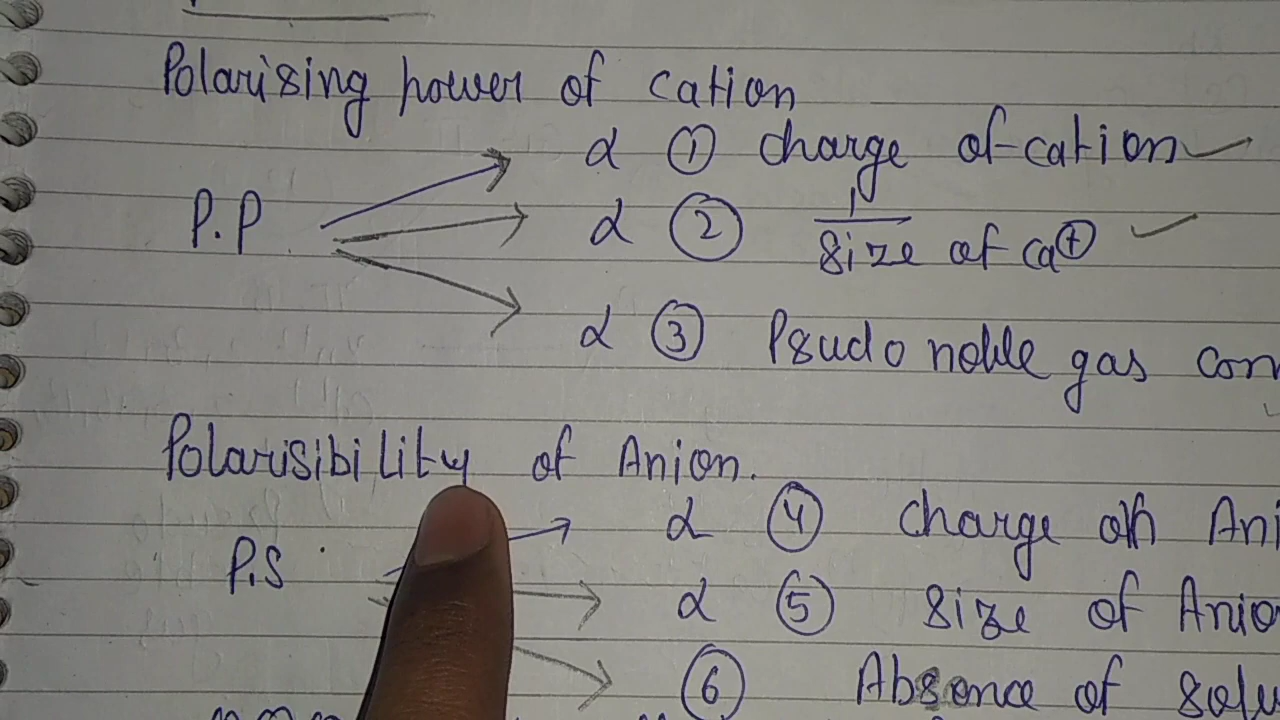 Polarising power of cation
α ① charge of cation
P.P α ② 1/size of ca⊕
α ③ Psudo noble gas con
Polarisibility of Anion.
α ④ charge on Ani
P.S
α ⑤ size of Anio
α ⑥ Absence of solu